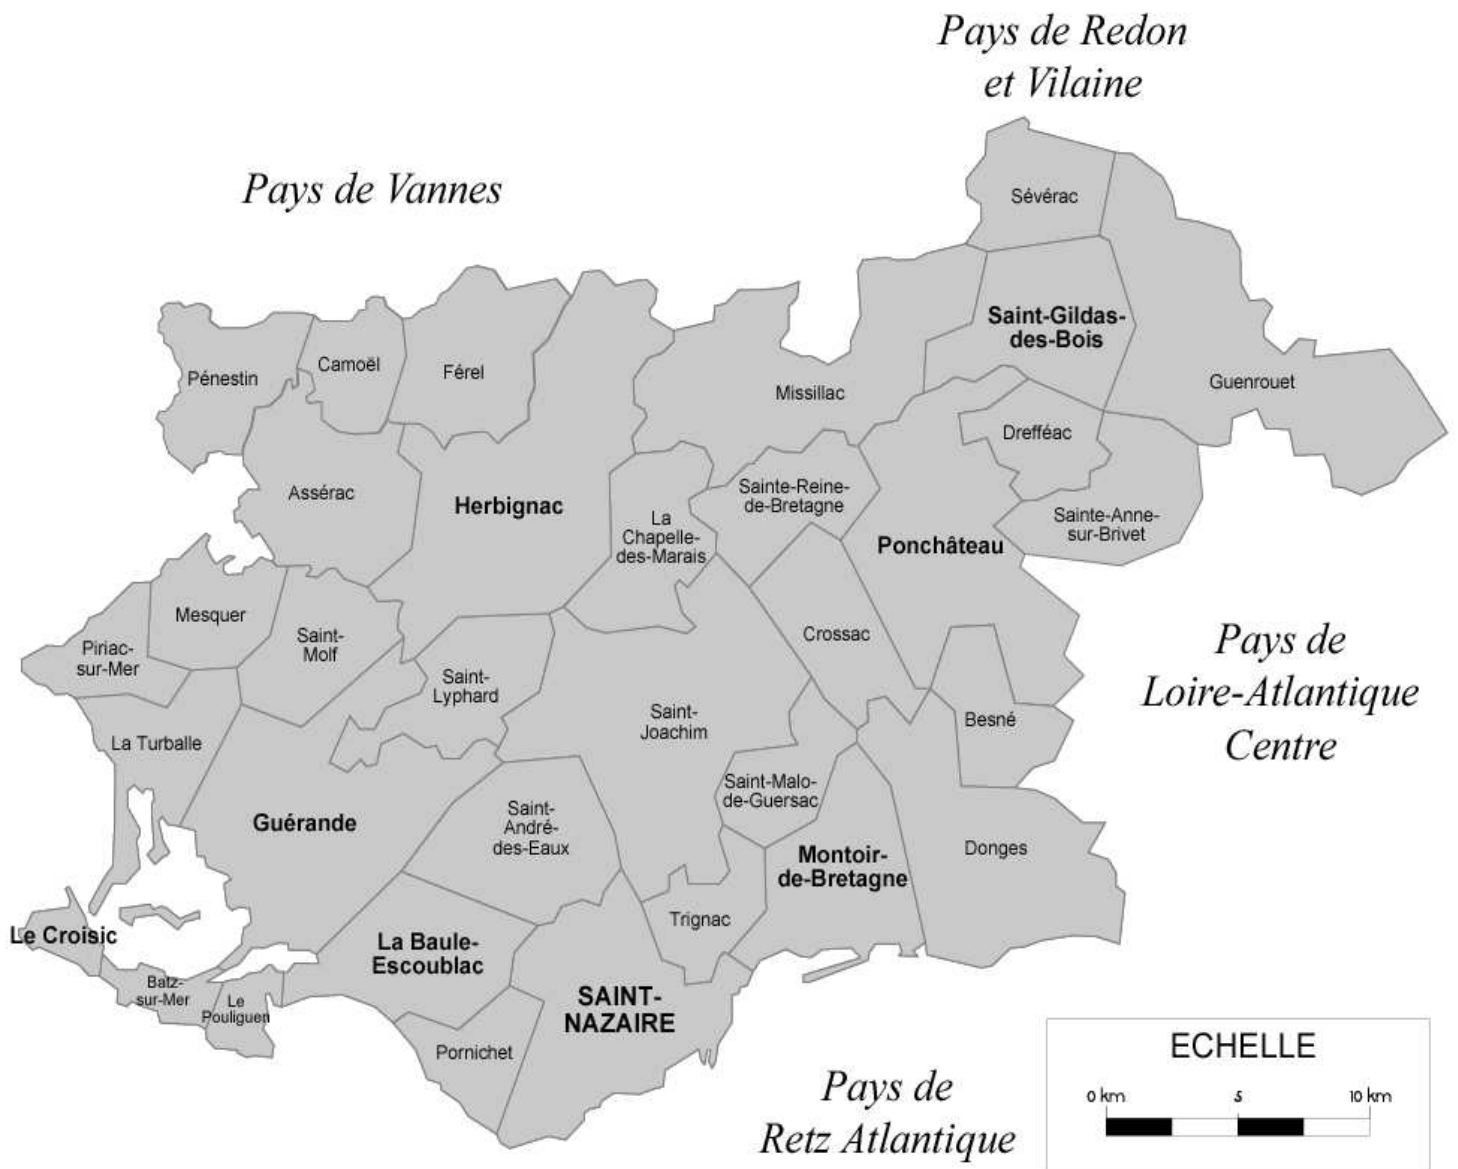 Pays de Redon
et Vilaine
Pays de Vannes
Sévérac
Saint-Gildas-
des-Bois
Camoël
Férel
Pénestin
Missillac
Guenrouet
Drefféac
Assérac
Herbignac
Sainte-Reine-
de-Bretagne
La
Chapelle-
des-Marais
Ponchâteau
Sainte-Anne-
sur-Brivet
Mesquer
Saint-
Molf
Crossac
Piriac-
sur-Mer
Pays de
Loire-Atlantique
Centre
Saint-
Lyphard
Saint-
Joachim
Besné
La Turballe
Saint-Malo-
de-Guersac
Guérande
Saint-
André-
des-Eaux
Montoir-
de-Bretagne
Donges
Trignac
Le Croisic
La Baule-
Escoublac
Batz-
sur-Mer
Le
Pouliguen
SAINT-
NAZAIRE
Pornichet
Pays de
Retz Atlantique
ECHELLE
0 km 5 10 km